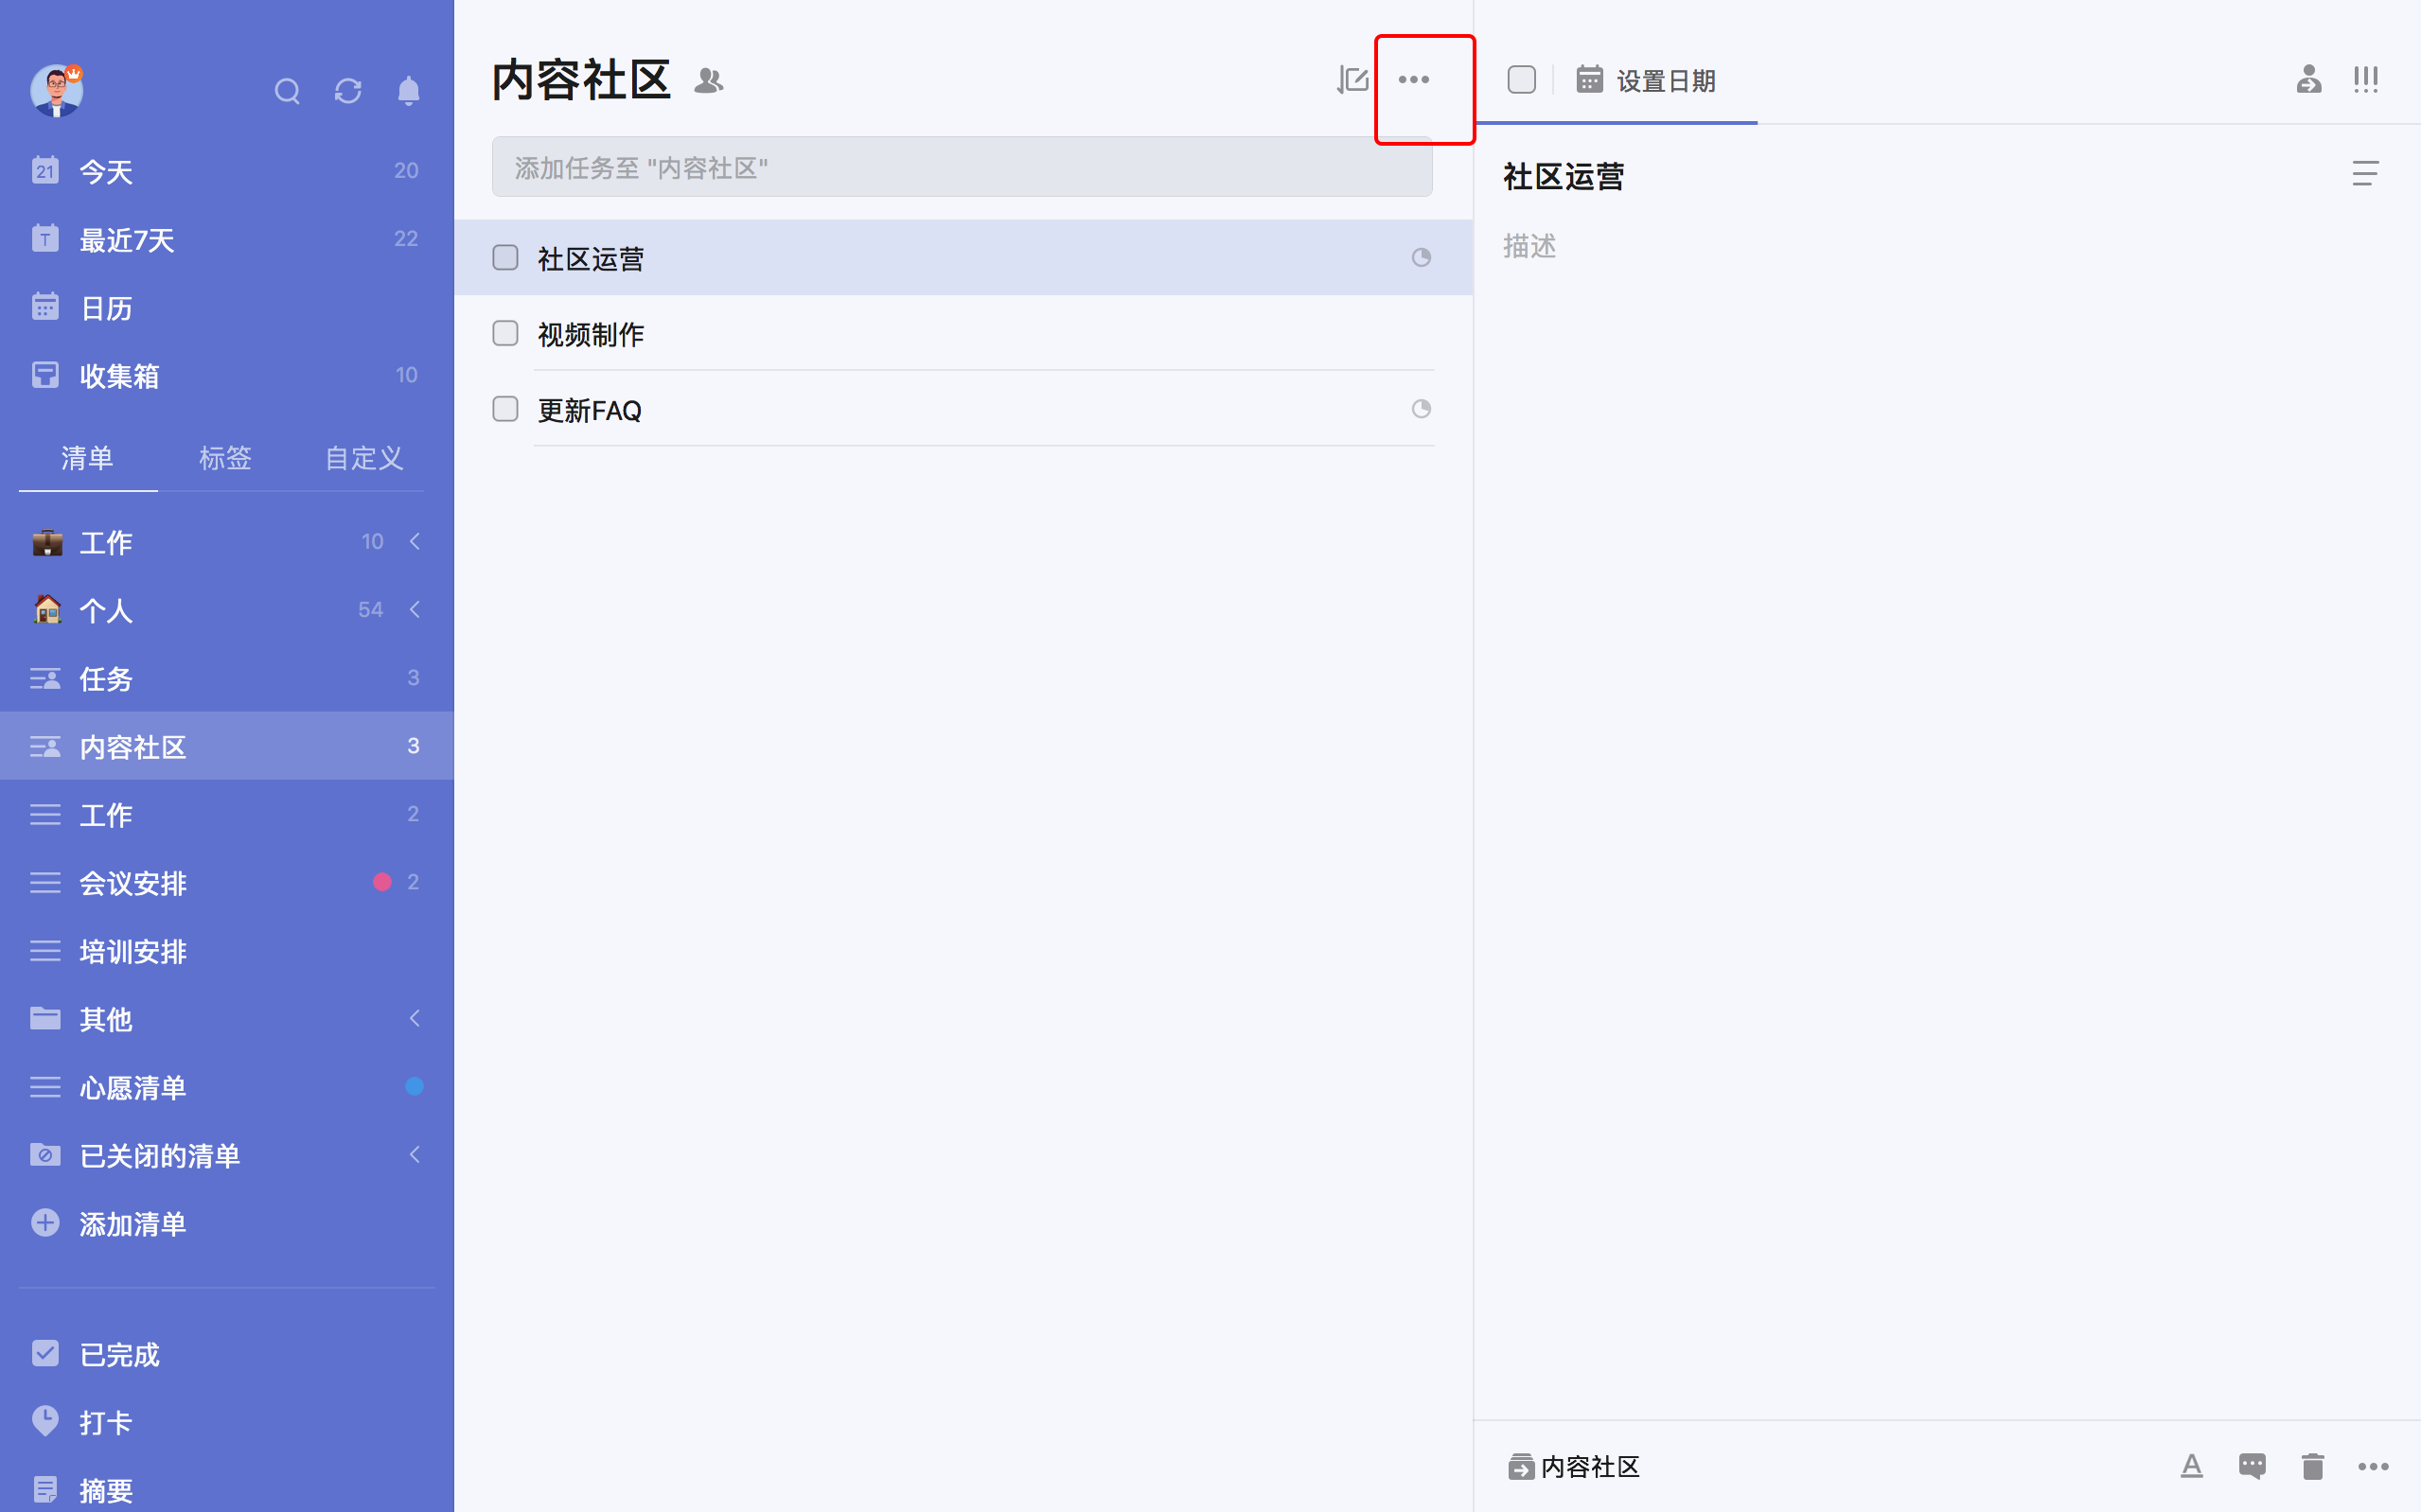 21 今天 20
T 最近7天 22
日历
收集箱 10
清单 标签 自定义
工作 10
个人 54
任务 3
内容社区 3
工作 2
会议安排 2
培训安排
其他
心愿清单
已关闭的清单
添加清单
已完成
打卡
摘要
内容社区
添加任务至 "内容社区"
社区运营
视频制作
更新FAQ
设置日期
社区运营
描述
内容社区
A